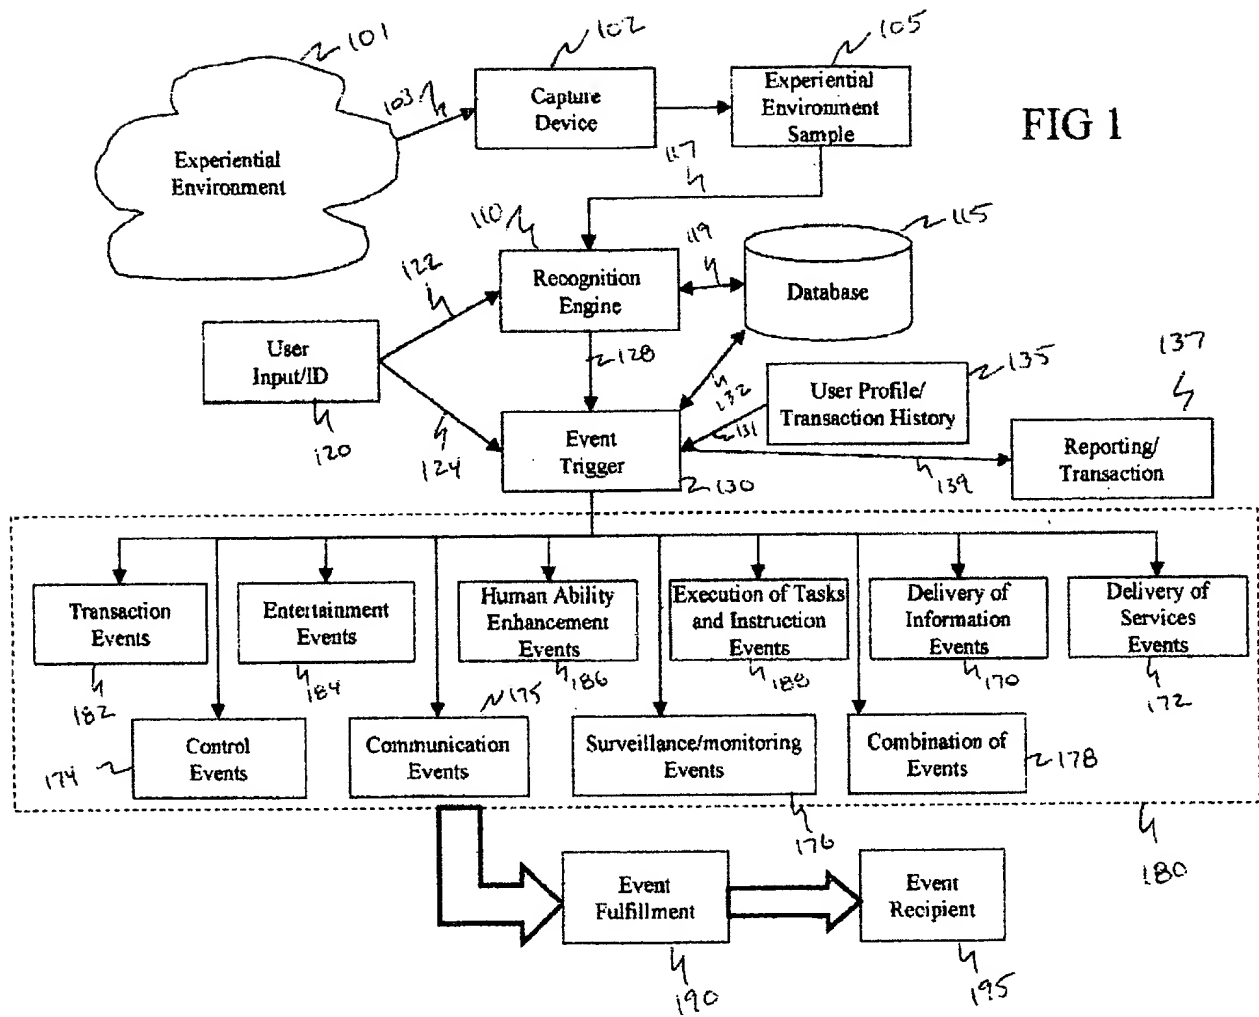 101
102
105
103
Capture
Device
Experiential
Environment
Sample
FIG 1
Experiential
Environment
117
110
115
119
122
Recognition
Engine
Database
User
Input/ID
128
137
135
132
User Profile/
Transaction History
131
120
124
Event
Trigger
130
139
Reporting/
Transaction
Transaction
Events
Entertainment
Events
Human Ability
Enhancement
Events
Execution of Tasks
and Instruction
Events
Delivery of
Information
Events
Delivery of
Services
Events
182
184
175
186
188
170
172
174
Control
Events
Communication
Events
Surveillance/monitoring
Events
Combination of
Events
178
176
180
Event
Fulfillment
Event
Recipient
190
195